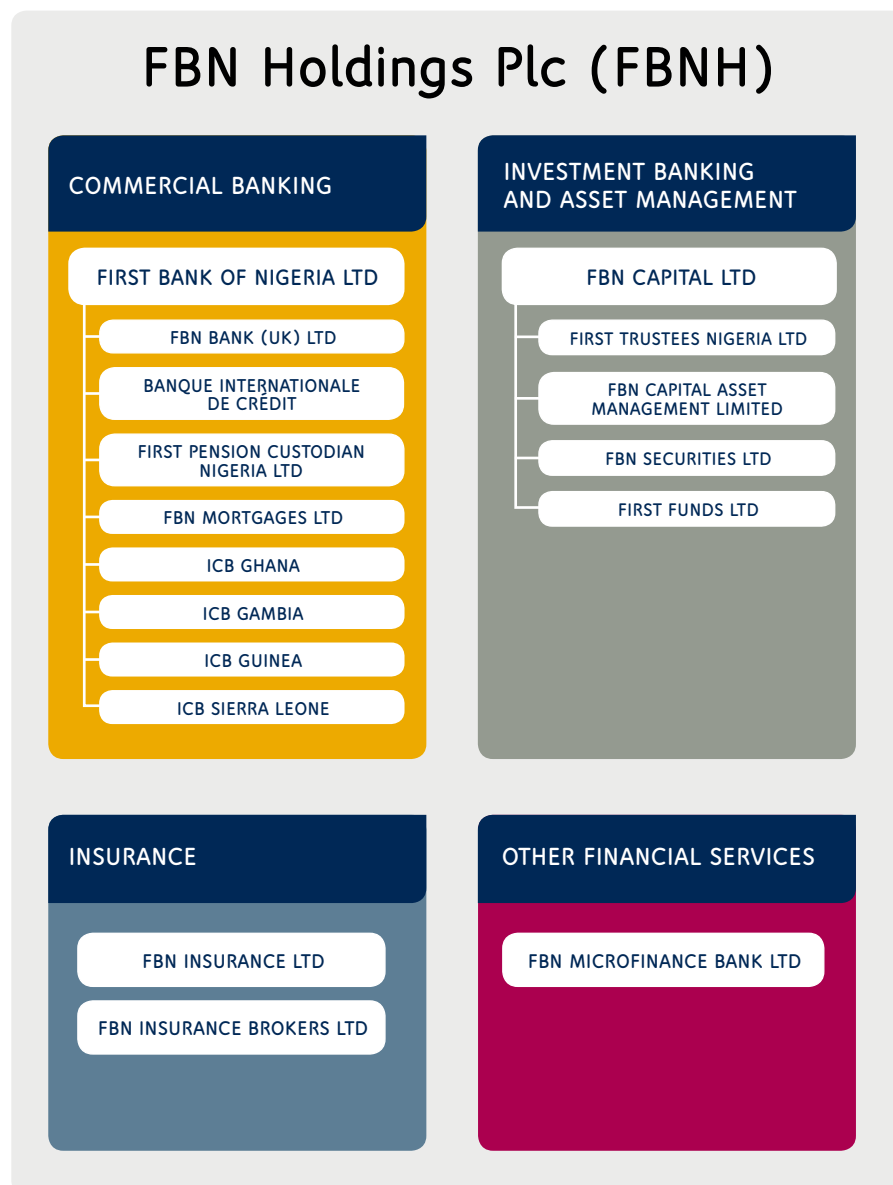 FBN Holdings Plc (FBNH)
COMMERCIAL BANKING
FIRST BANK OF NIGERIA LTD
FBN BANK (UK) LTD
BANQUE INTERNATIONALE
DE CRÉDIT
FIRST PENSION CUSTODIAN
NIGERIA LTD
FBN MORTGAGES LTD
ICB GHANA
ICB GAMBIA
ICB GUINEA
ICB SIERRA LEONE
INVESTMENT BANKING
AND ASSET MANAGEMENT
FBN CAPITAL LTD
FIRST TRUSTEES NIGERIA LTD
FBN CAPITAL ASSET
MANAGEMENT LIMITED
FBN SECURITIES LTD
FIRST FUNDS LTD
INSURANCE
FBN INSURANCE LTD
FBN INSURANCE BROKERS LTD
OTHER FINANCIAL SERVICES
FBN MICROFINANCE BANK LTD